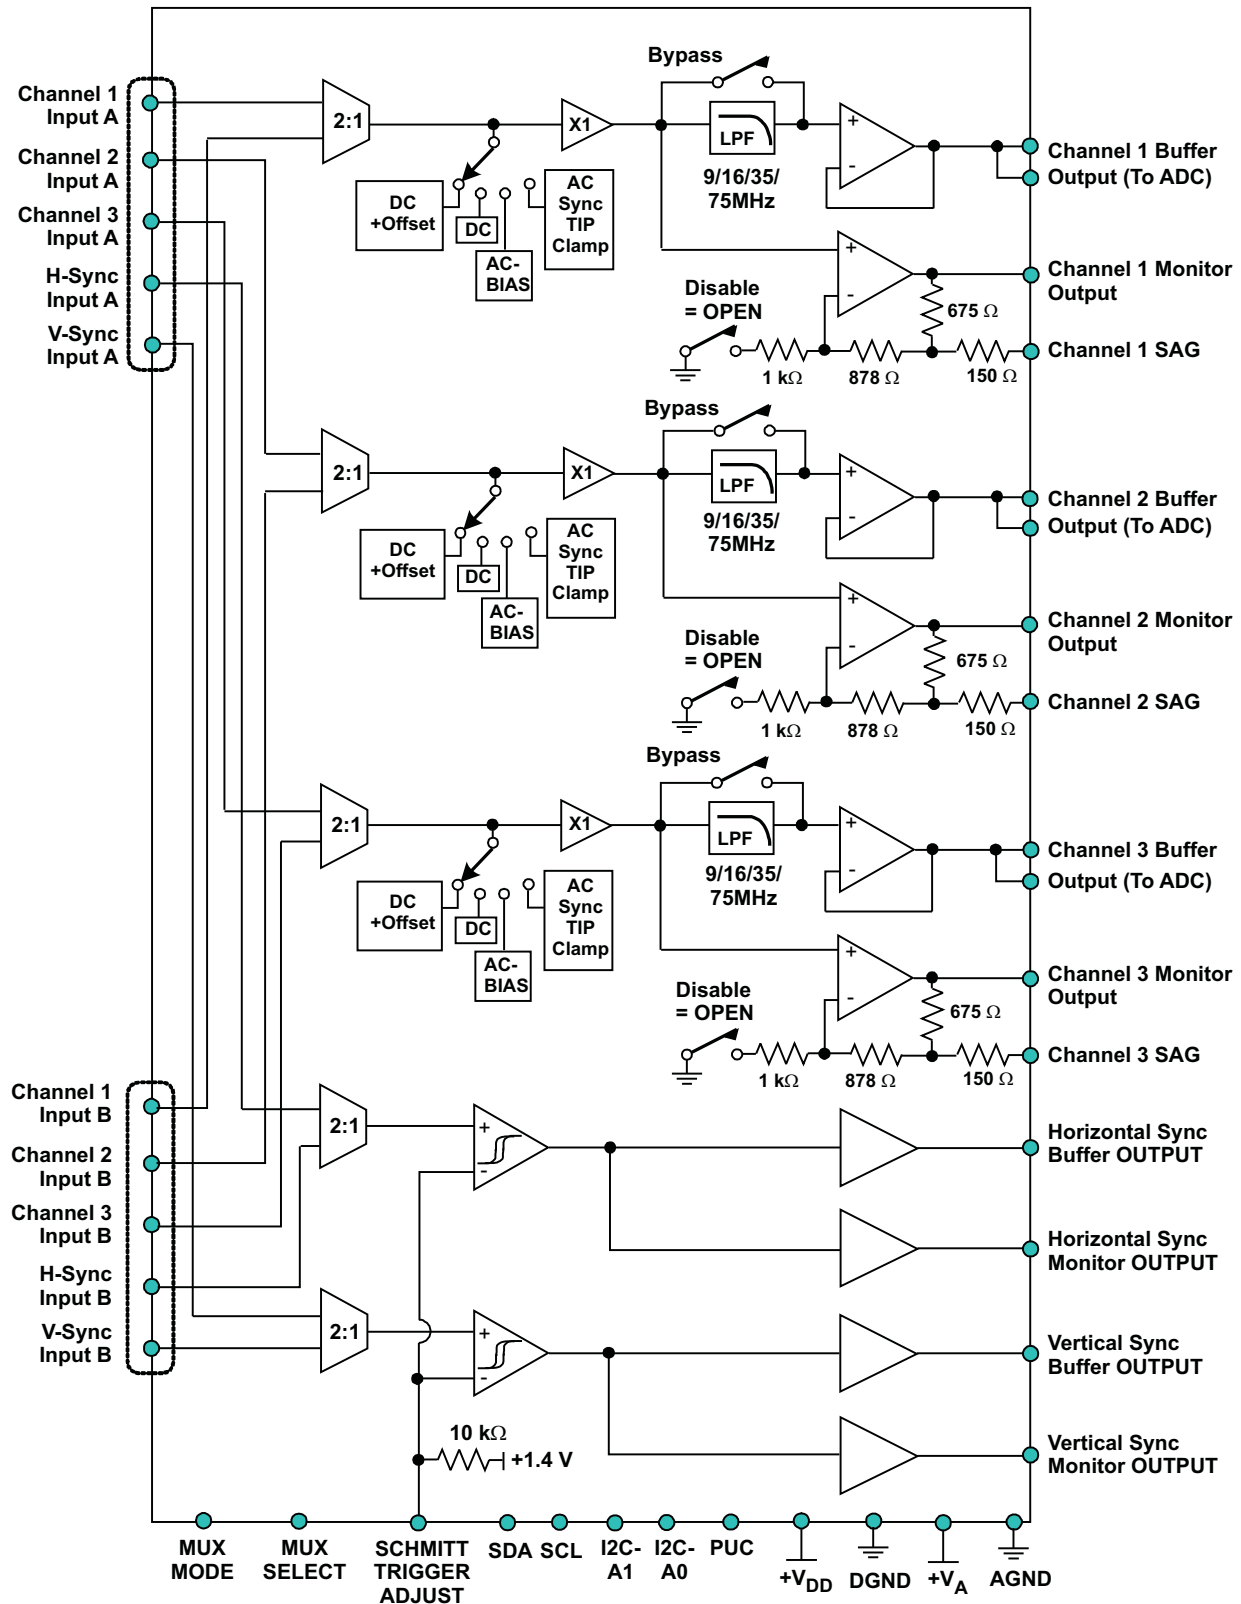 Channel 1
Input A
Channel 2
Input A
Channel 3
Input A
H-Sync
Input A
V-Sync
Input A
2:1
DC
+Offset
DC
AC-
BIAS
AC
Sync
TIP
Clamp
X1
Bypass
LPF
9/16/35/
75MHz
+
-
Channel 1 Buffer
Output (To ADC)
+
-
Channel 1 Monitor
Output
Disable
= OPEN
675 Ω
1 kΩ
878 Ω
150 Ω
Channel 1 SAG
2:1
DC
+Offset
DC
AC-
BIAS
AC
Sync
TIP
Clamp
X1
Bypass
LPF
9/16/35/
75MHz
+
-
Channel 2 Buffer
Output (To ADC)
+
-
Channel 2 Monitor
Output
Disable
= OPEN
675 Ω
1 kΩ
878 Ω
150 Ω
Channel 2 SAG
2:1
DC
+Offset
DC
AC-
BIAS
AC
Sync
TIP
Clamp
X1
Bypass
LPF
9/16/35/
75MHz
+
-
Channel 3 Buffer
Output (To ADC)
+
-
Channel 3 Monitor
Output
Disable
= OPEN
675 Ω
1 kΩ
878 Ω
150 Ω
Channel 3 SAG
Channel 1
Input B
Channel 2
Input B
Channel 3
Input B
H-Sync
Input B
V-Sync
Input B
2:1
+
-
Horizontal Sync
Buffer OUTPUT
Horizontal Sync
Monitor OUTPUT
2:1
+
-
Vertical Sync
Buffer OUTPUT
Vertical Sync
Monitor OUTPUT
10 kΩ
+1.4 V
MUX
MODE
MUX
SELECT
SCHMITT
TRIGGER
ADJUST
SDA
SCL
I2C-
A1
I2C-
A0
PUC
+VDD
DGND
+VA
AGND